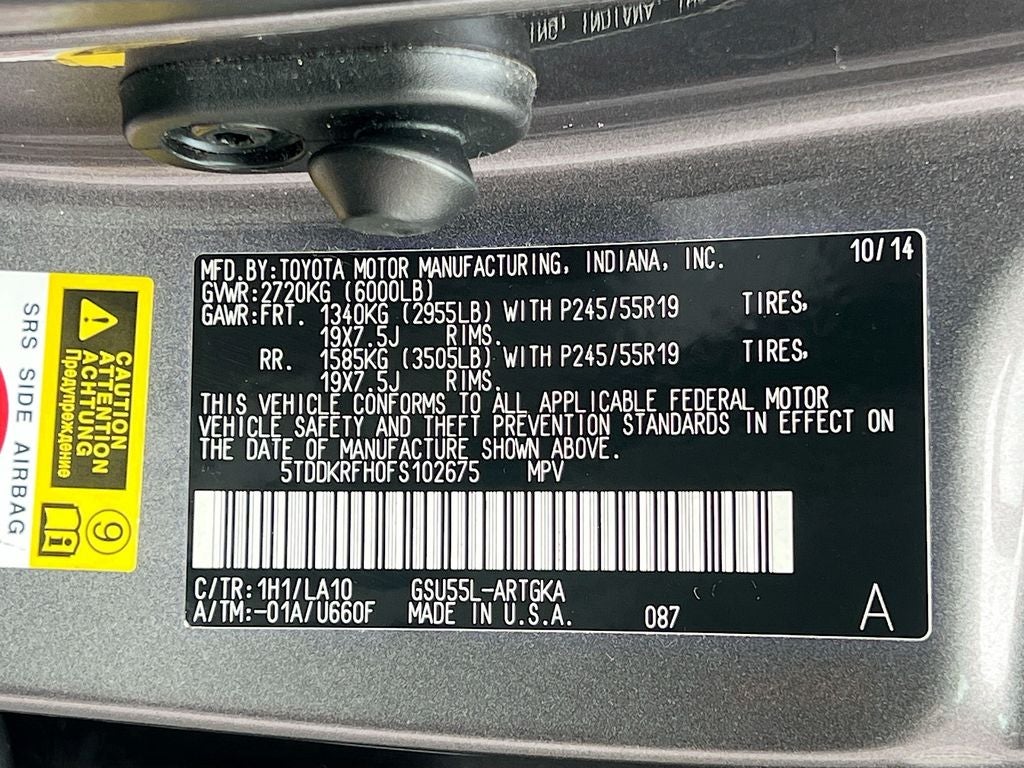 MFD.BY:TOYOTA MOTOR MANUFACTURING, INDIANA, INC. 10/14
GVWR:2720KG (6000LB)
GAWR:FRT. 1340KG (2955LB) WITH P245/55R19 TIRES,
19X7.5J RIMS.
RR. 1585KG (3505LB) WITH P245/55R19 TIRES,
19X7.5J RIMS.
THIS VEHICLE CONFORMS TO ALL APPLICABLE FEDERAL MOTOR
VEHICLE SAFETY AND THEFT PREVENTION STANDARDS IN EFFECT ON
THE DATE OF MANUFACTURE SHOWN ABOVE.
5TDDKRFH0FS102675 MPV
C/TR:1H1/LA10 GSU55L-ARTGKA
A/TM:-01A/U660F MADE IN U.S.A. 087 A
CAUTION
ATTENTION
ACHTUNG
Предупреждение
9
i
SRS SIDE AIRBAG